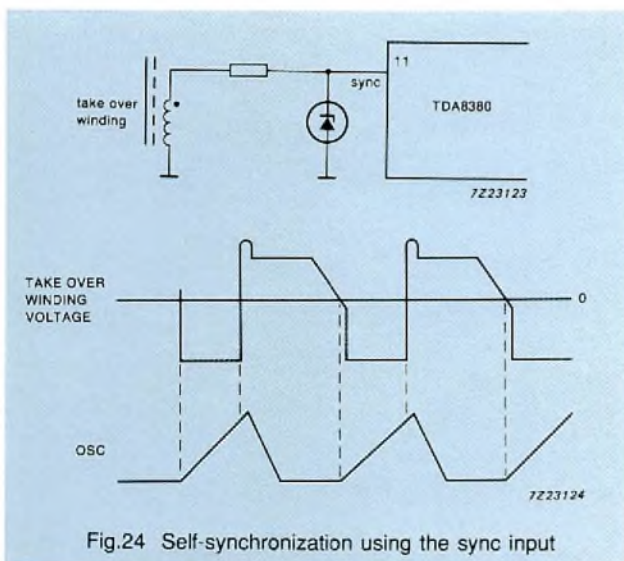 11
sync
take over
winding
TDA8380
7Z23123
TAKE OVER
WINDING
VOLTAGE
0
OSC
7Z23124
Fig.24 Self-synchronization using the sync input